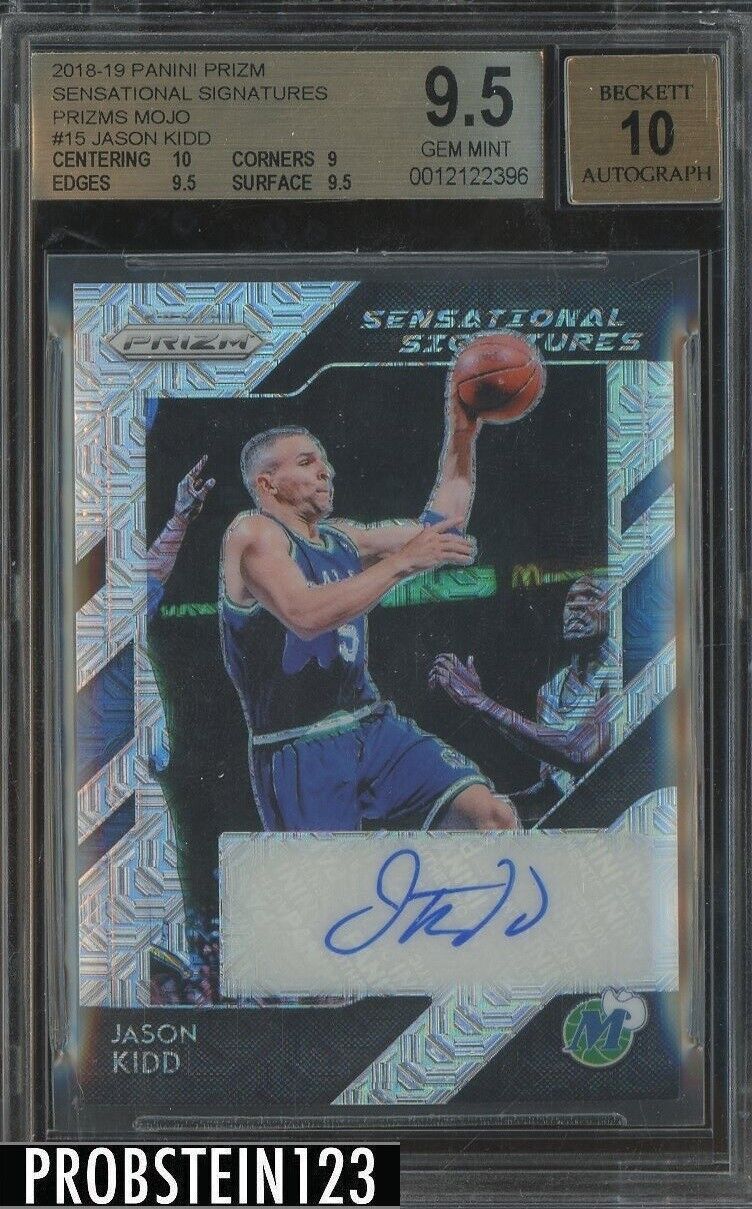 2018-19 PANINI PRIZM
SENSATIONAL SIGNATURES
PRIZMS MOJO
#15 JASON KIDD
CENTERING 10 CORNERS 9
EDGES 9.5 SURFACE 9.5
9.5
GEM MINT
0012122396
BECKETT
10
AUTOGRAPH
PRIZM
SENSATIONAL
SIGNATURES
5
M
JASON
KIDD
PROBSTEIN123